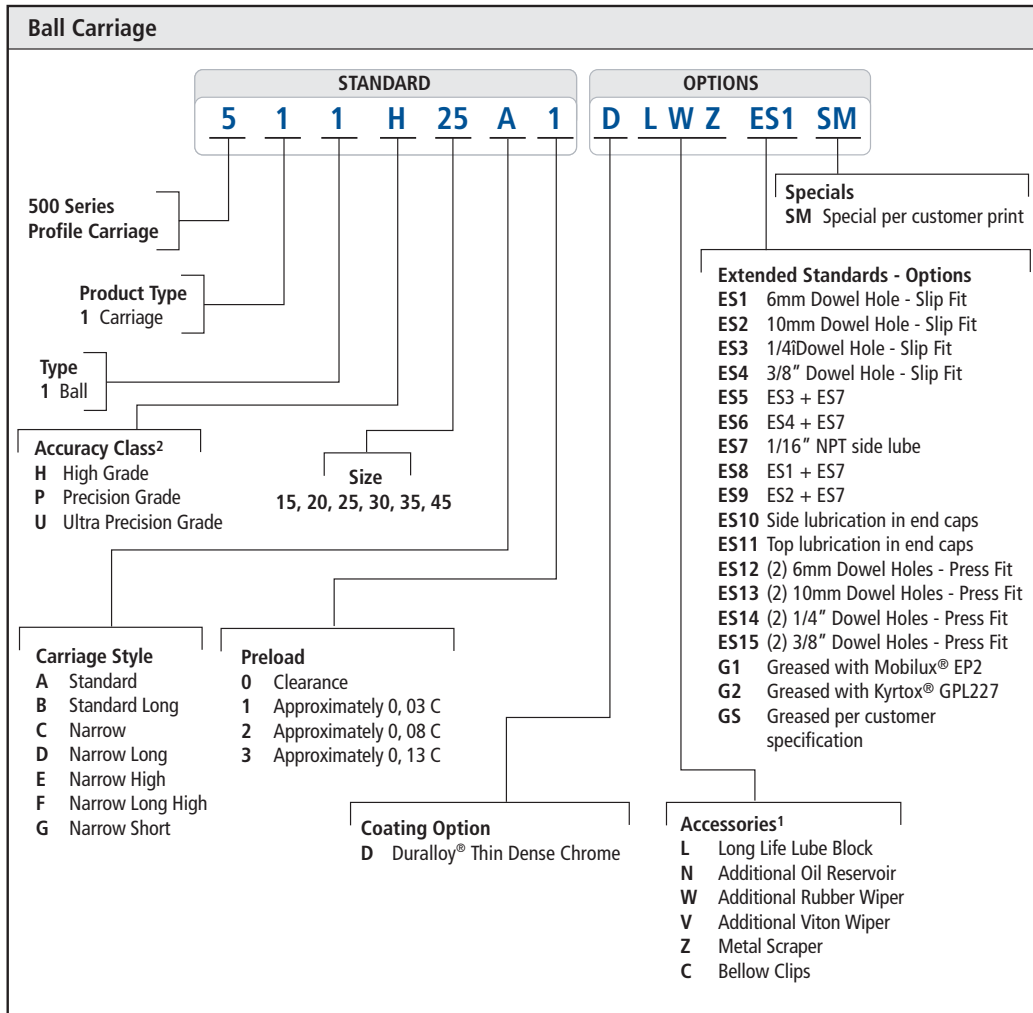 Ball Carriage
STANDARD
OPTIONS
5 1 1 H 25 A 1 D L W Z ES1 SM
500 Series
Profile Carriage
Product Type
1 Carriage
Type
1 Ball
Accuracy Class2
H High Grade
P Precision Grade
U Ultra Precision Grade
Size
15, 20, 25, 30, 35, 45
Carriage Style
A Standard
B Standard Long
C Narrow
D Narrow Long
E Narrow High
F Narrow Long High
G Narrow Short
Preload
0 Clearance
1 Approximately 0, 03 C
2 Approximately 0, 08 C
3 Approximately 0, 13 C
Coating Option
D Duralloy® Thin Dense Chrome
Accessories1
L Long Life Lube Block
N Additional Oil Reservoir
W Additional Rubber Wiper
V Additional Viton Wiper
Z Metal Scraper
C Bellow Clips
Extended Standards - Options
ES1 6mm Dowel Hole - Slip Fit
ES2 10mm Dowel Hole - Slip Fit
ES3 1/4îDowel Hole - Slip Fit
ES4 3/8" Dowel Hole - Slip Fit
ES5 ES3 + ES7
ES6 ES4 + ES7
ES7 1/16" NPT side lube
ES8 ES1 + ES7
ES9 ES2 + ES7
ES10 Side lubrication in end caps
ES11 Top lubrication in end caps
ES12 (2) 6mm Dowel Holes - Press Fit
ES13 (2) 10mm Dowel Holes - Press Fit
ES14 (2) 1/4" Dowel Holes - Press Fit
ES15 (2) 3/8" Dowel Holes - Press Fit
G1 Greased with Mobilux® EP2
G2 Greased with Kyrtox® GPL227
GS Greased per customer
specification
Specials
SM Special per customer print